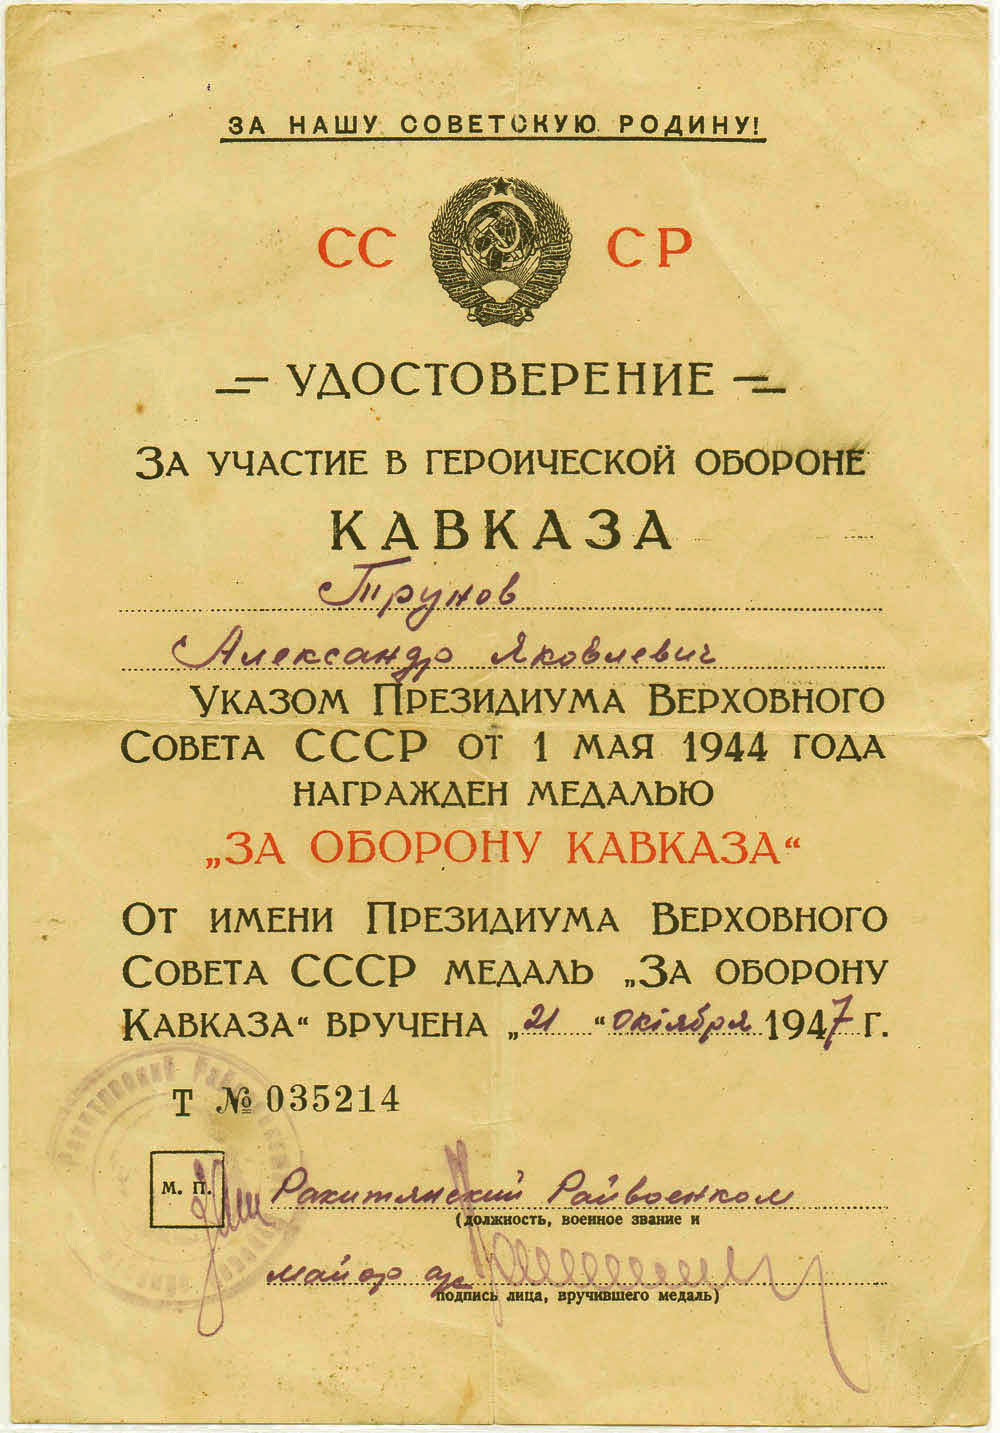 ЗА НАШУ СОВЕТСКУЮ РОДИНУ!
СС СР
УДОСТОВЕРЕНИЕ
ЗА УЧАСТИЕ В ГЕРОИЧЕСКОЙ ОБОРОНЕ
КАВКАЗА
Трунов
Александр Яковлевич
УКАЗОМ ПРЕЗИДИУМА ВЕРХОВНОГО
СОВЕТА СССР ОТ 1 МАЯ 1944 ГОДА
НАГРАЖДЕН МЕДАЛЬЮ
„ЗА ОБОРОНУ КАВКАЗА“
ОТ ИМЕНИ ПРЕЗИДИУМА ВЕРХОВНОГО
СОВЕТА СССР МЕДАЛЬ „ЗА ОБОРОНУ
КАВКАЗА“ ВРУЧЕНА „21“ октября 1947 Г.
Т № 035214
М. П.
Ракитянский Райвоенком
(должность, военное звание и
майор а/с
подпись лица, вручившего медаль)